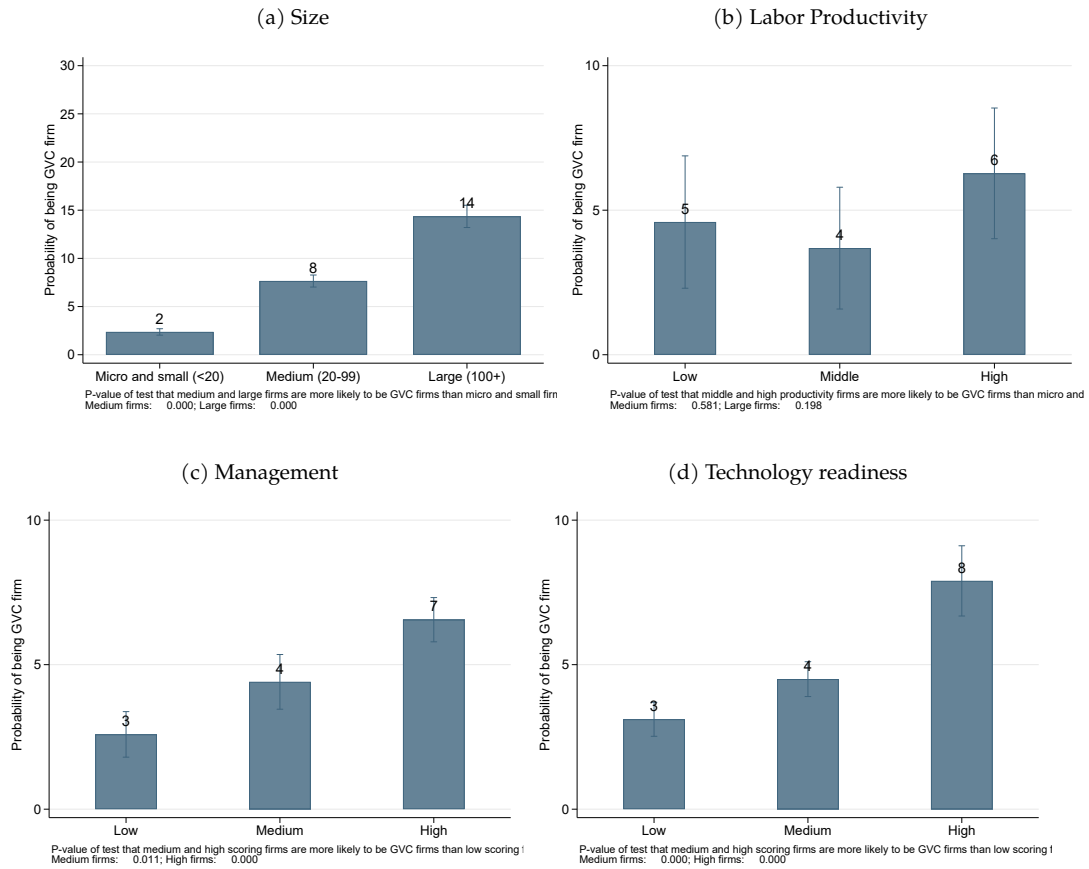 (a) Size
Probability of being GVC firm
30
25
20
15
10
5
0
2
8
14
Micro and small (<20)
Medium (20-99)
Large (100+)
P-value of test that medium and large firms are more likely to be GVC firms than micro and small firm
Medium firms: 0.000; Large firms: 0.000
(b) Labor Productivity
Probability of being GVC firm
10
5
0
5
4
6
Low
Middle
High
P-value of test that middle and high productivity firms are more likely to be GVC firms than micro and
Medium firms: 0.581; Large firms: 0.198
(c) Management
Probability of being GVC firm
10
5
0
3
4
7
Low
Medium
High
P-value of test that medium and high scoring firms are more likely to be GVC firms than low scoring
Medium firms: 0.011; High firms: 0.000
(d) Technology readiness
Probability of being GVC firm
10
5
0
3
4
8
Low
Medium
High
P-value of test that medium and high scoring firms are more likely to be GVC firms than low scoring
Medium firms: 0.000; High firms: 0.000